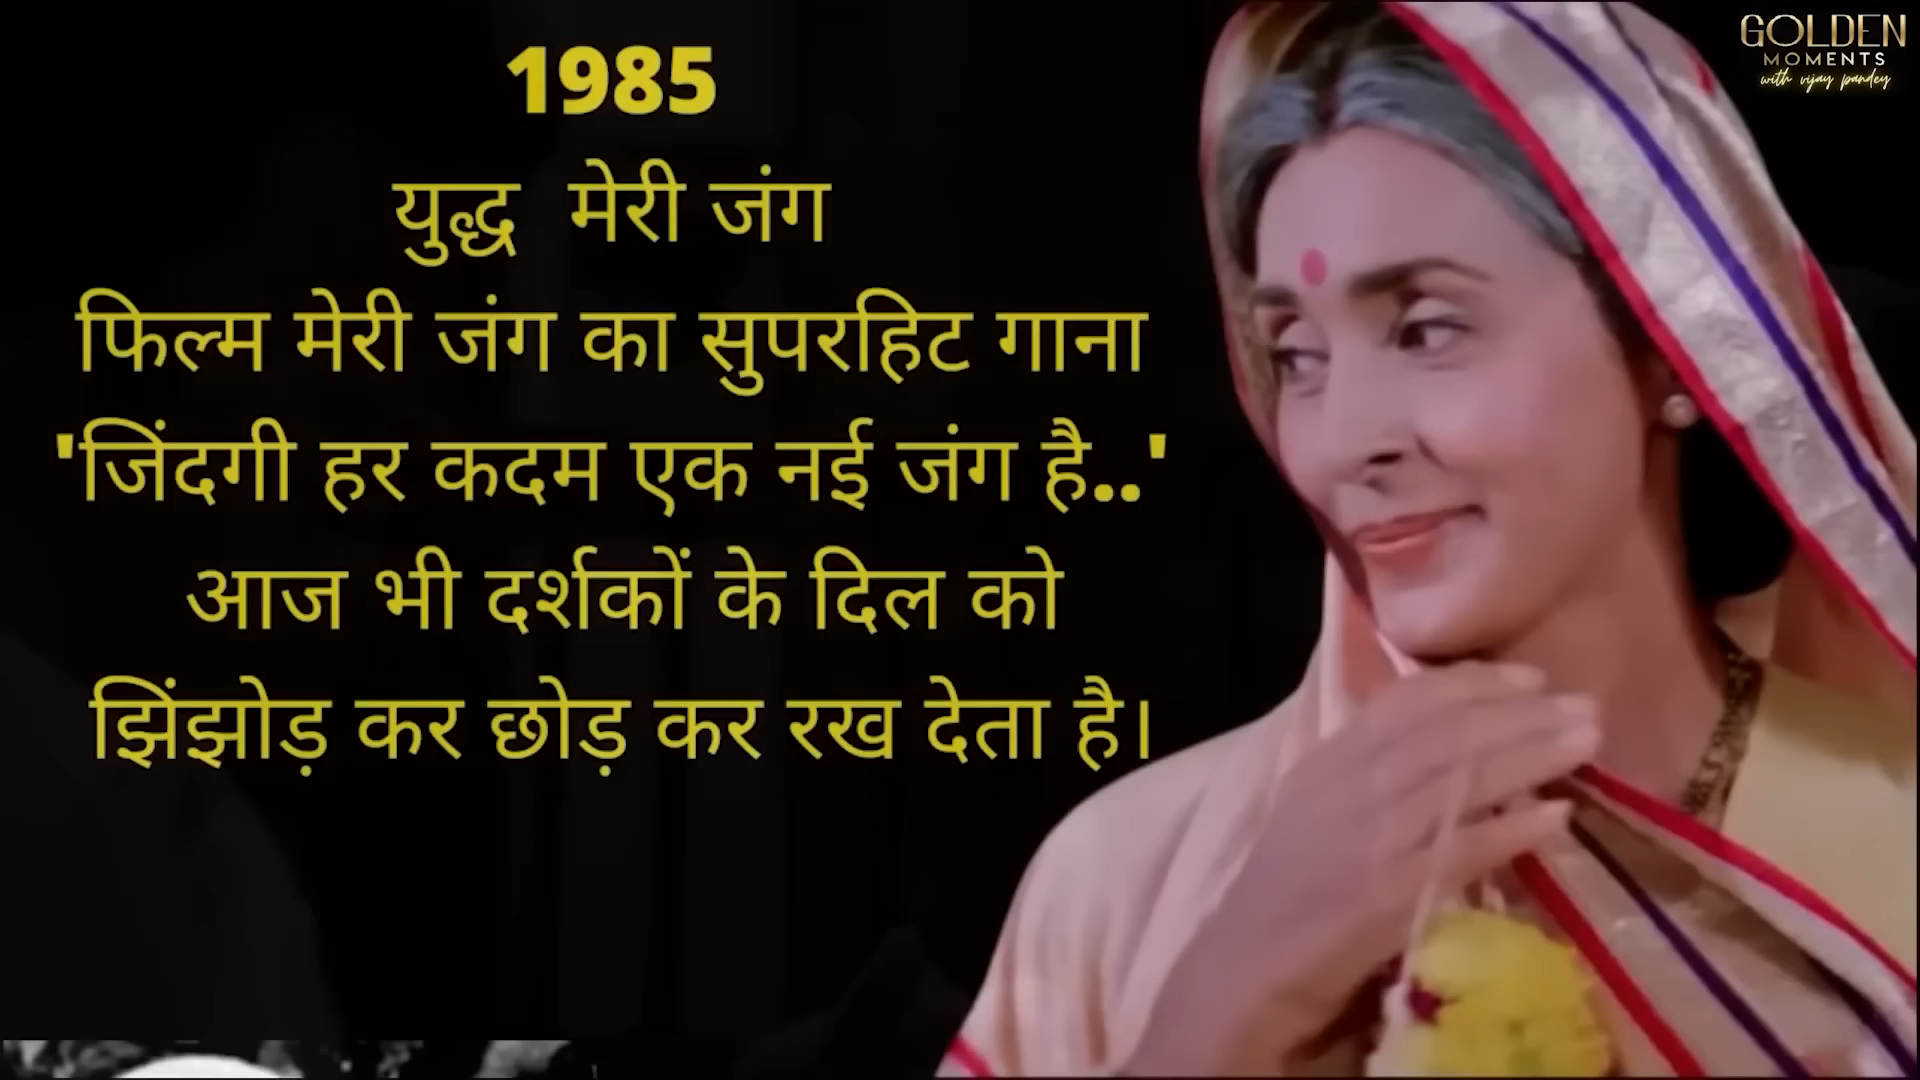 GOLDEN
MOMENTS
with vijay pandey
1985
युद्ध  मेरी जंग
फिल्म मेरी जंग का सुपरहिट गाना
'जिंदगी हर कदम एक नई जंग है..'
आज भी दर्शकों के दिल को
झिंझोड़ कर छोड़ कर रख देता है।